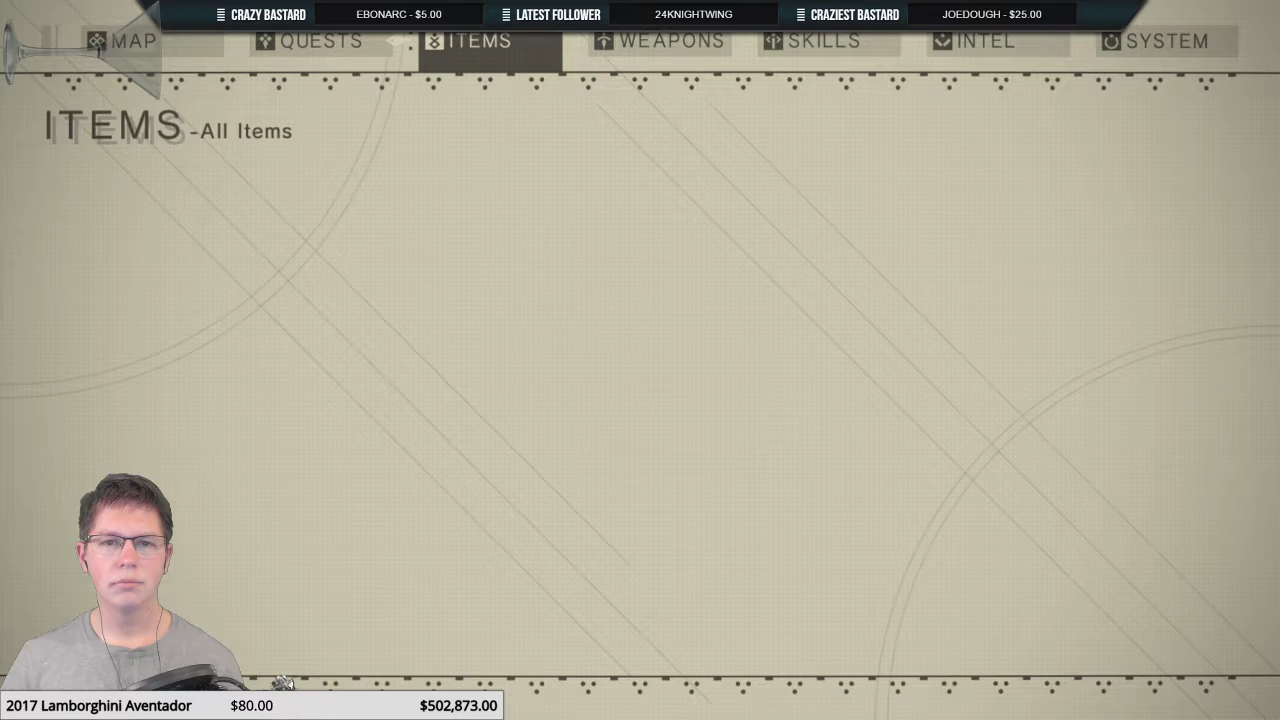 CRAZY BASTARD EBONARC - $5.00 LATEST FOLLOWER 24KNIGHTWING CRAZIEST BASTARD JOEDOUGH - $25.00
MAP QUESTS ITEMS WEAPONS SKILLS INTEL SYSTEM
ITEMS -All Items
2017 Lamborghini Aventador $80.00 $502,873.00